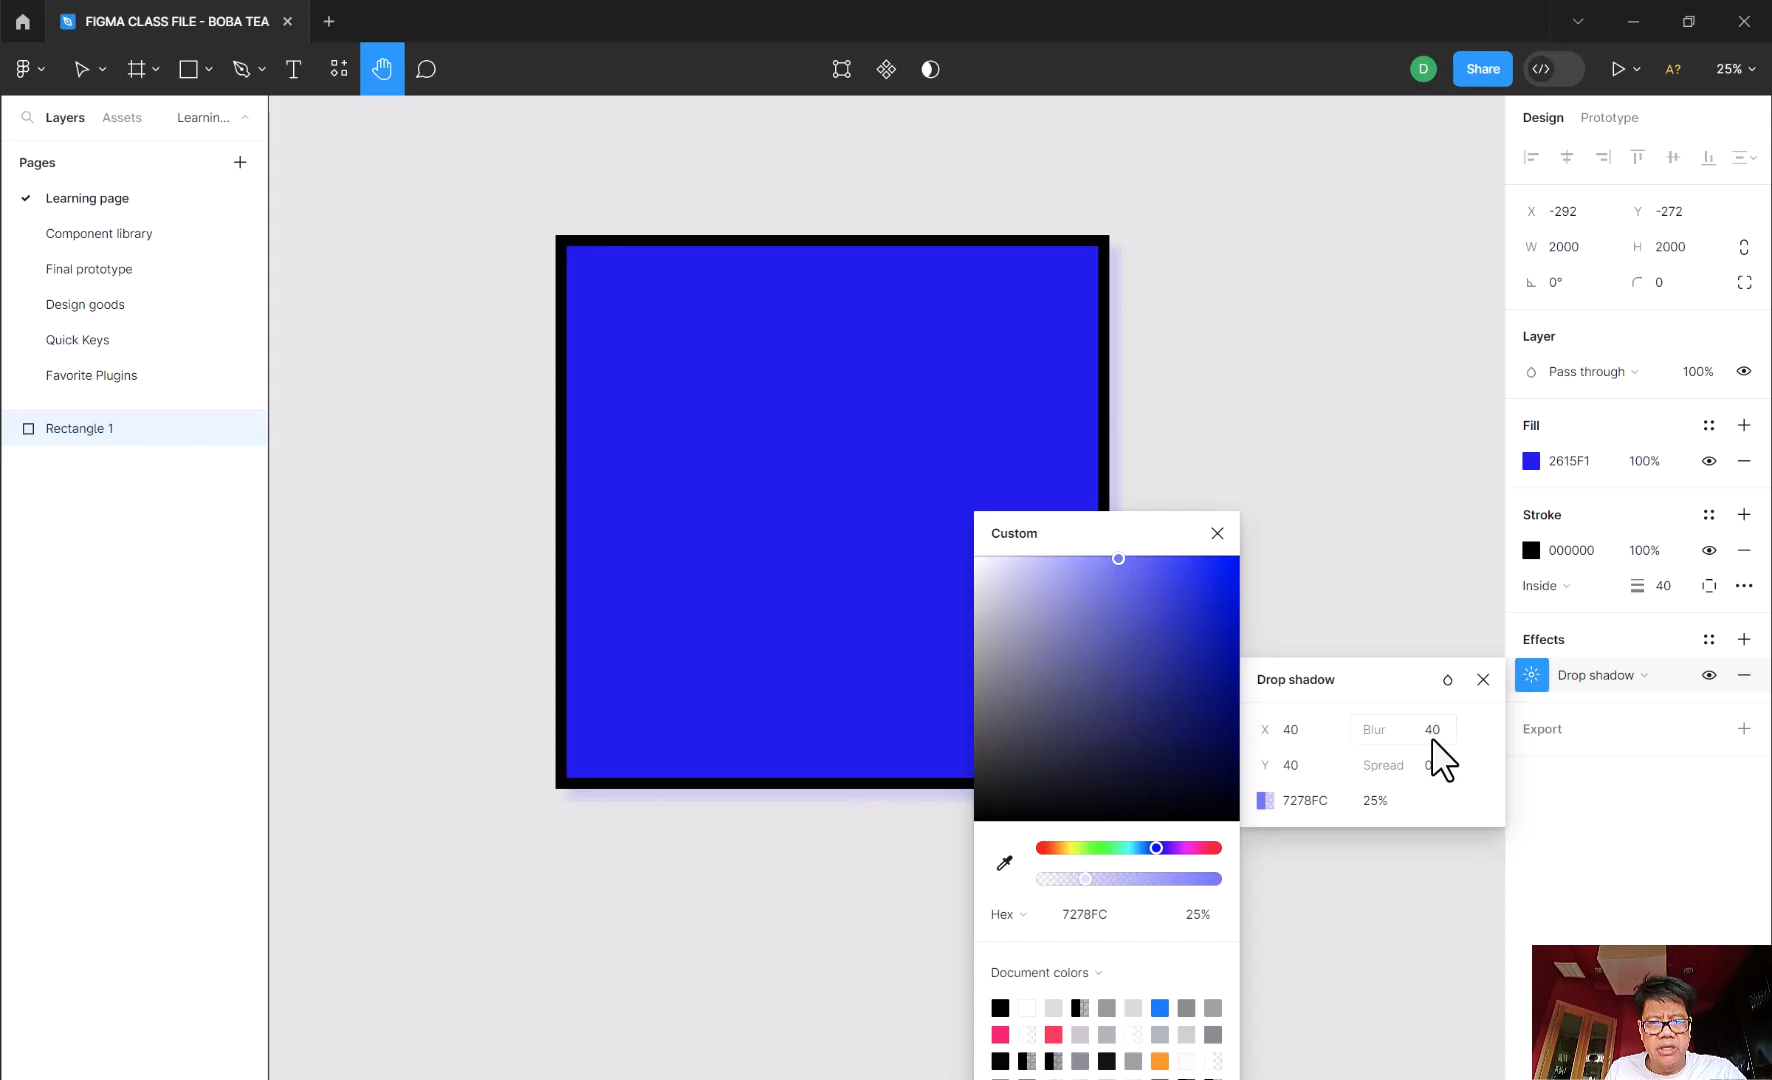 FIGMA CLASS FILE - BOBA TEA
D
Share
A?
25%
Layers
Assets
Learnin...
Pages
Learning page
Component library
Final prototype
Design goods
Quick Keys
Favorite Plugins
Rectangle 1
Design
Prototype
X -292
Y -272
W 2000
H 2000
0°
0
Layer
Pass through
100%
Fill
2615F1
100%
Stroke
000000
100%
Inside
40
Effects
Drop shadow
Export
Custom
Hex
7278FC
25%
Document colors
Drop shadow
X 40
Blur 40
Y 40
Spread
7278FC
25%